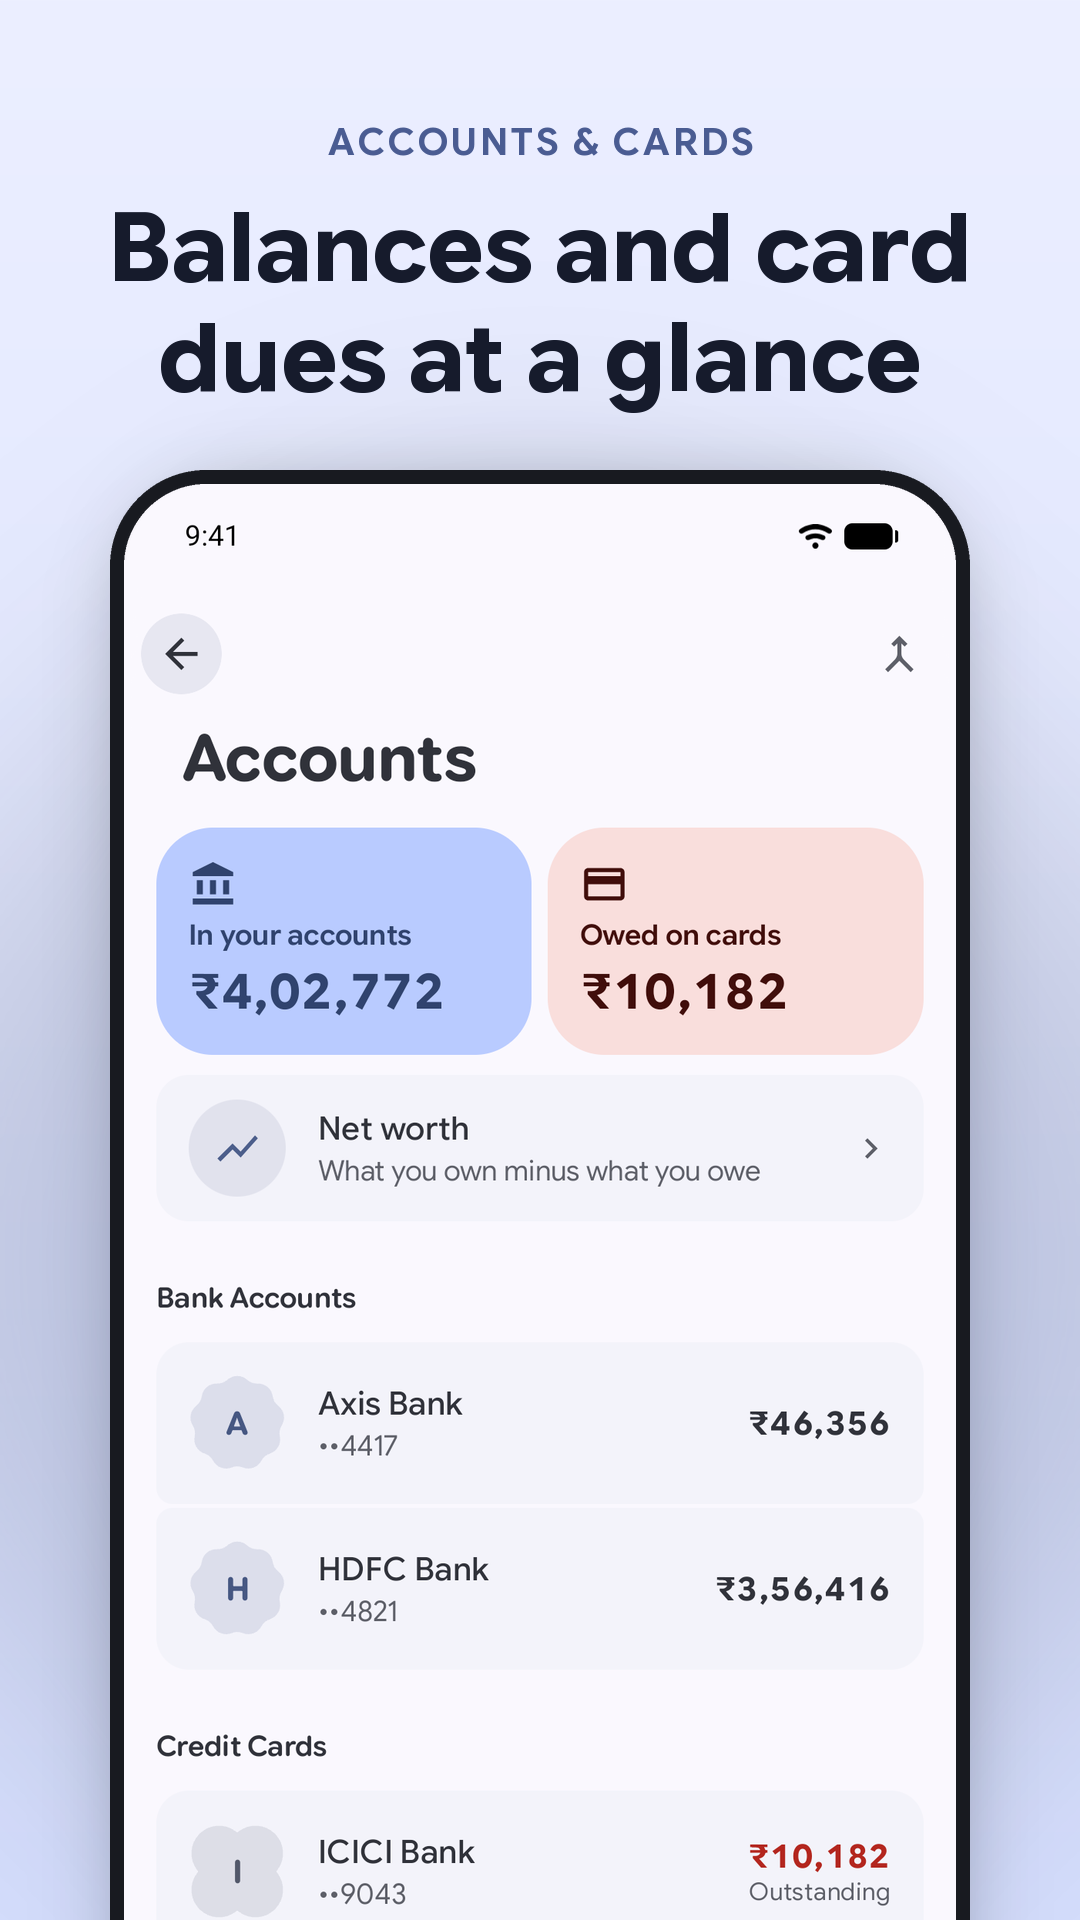 ACCOUNTS & CARDS
Balances and card
dues at a glance
9:41
Accounts
In your accounts
₹4,02,772
Owed on cards
₹10,182
Net worth
What you own minus what you owe
Bank Accounts
A
Axis Bank
••4417
₹46,356
H
HDFC Bank
••4821
₹3,56,416
Credit Cards
I
ICICI Bank
••9043
₹10,182
Outstanding